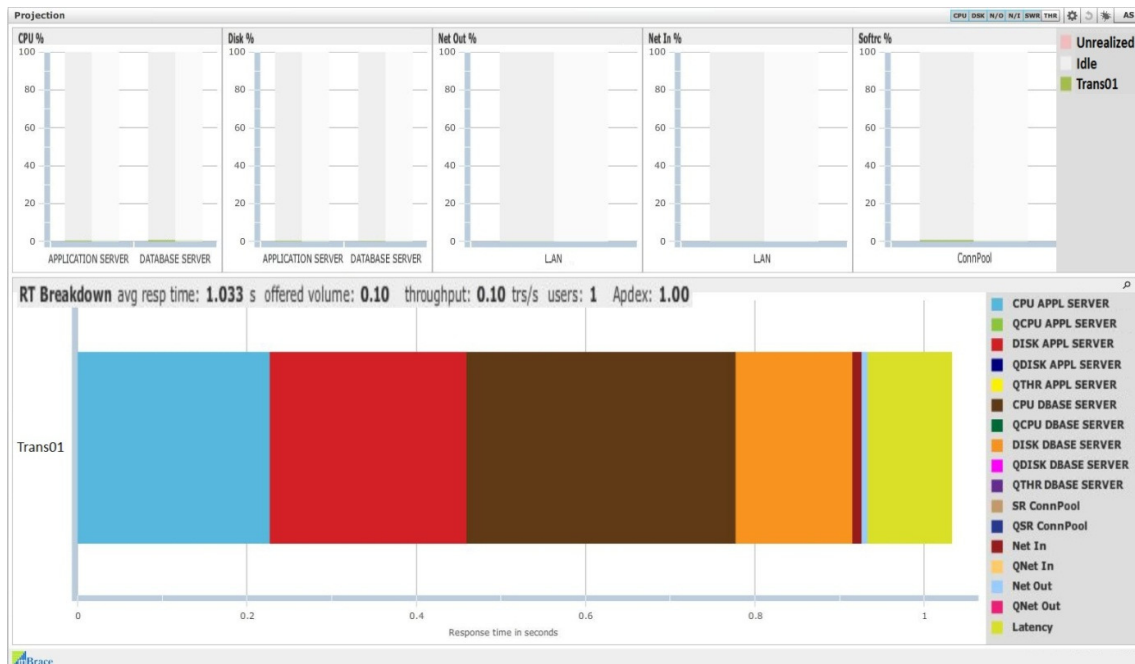 Projection
CPU DSK N/O N/I SWR THR AS
CPU %
100
80
60
40
20
0
APPLICATION SERVER DATABASE SERVER
Disk %
100
80
60
40
20
0
APPLICATION SERVER DATABASE SERVER
Net Out %
100
80
60
40
20
0
LAN
Net In %
100
80
60
40
20
0
LAN
Softrc %
100
80
60
40
20
0
ConnPool
Unrealized
Idle
Trans01
RT Breakdown avg resp time: 1.033 s offered volume: 0.10 throughput: 0.10 trs/s users: 1 Apdex: 1.00
Trans01
0 0.2 0.4 0.6 0.8 1
Response time in seconds
CPU APPL SERVER
QCPU APPL SERVER
DISK APPL SERVER
QDISK APPL SERVER
QTHR APPL SERVER
CPU DBASE SERVER
QCPU DBASE SERVER
DISK DBASE SERVER
QDISK DBASE SERVER
QTHR DBASE SERVER
SR ConnPool
QSR ConnPool
Net In
QNet In
Net Out
QNet Out
Latency